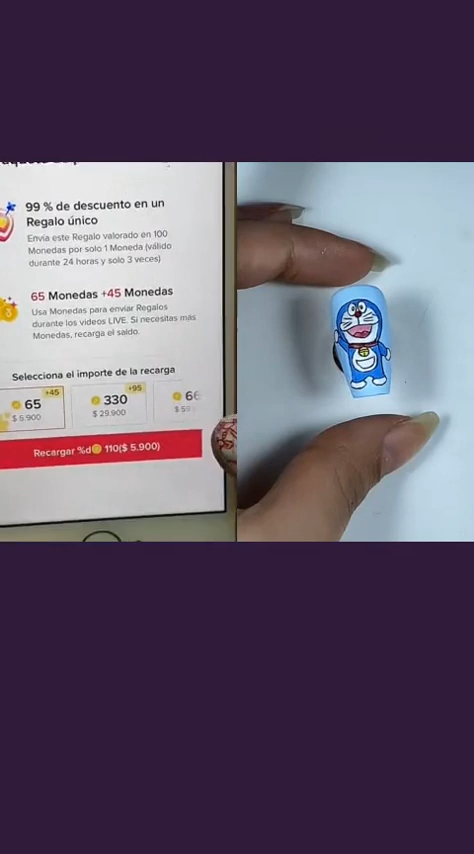 99 % de descuento en un
Regalo único
Envía este Regalo valorado en 100
Monedas por solo 1 Moneda (válido
durante 24 horas y solo 3 veces)
65 Monedas +45 Monedas
Usa Monedas para enviar Regalos
durante los videos LIVE. Si necesitas más
Monedas, recarga el saldo.
Selecciona el importe de la recarga
+45
65
$ 5.900
+95
330
$ 29.900
Recargar %d 110($ 5.900)